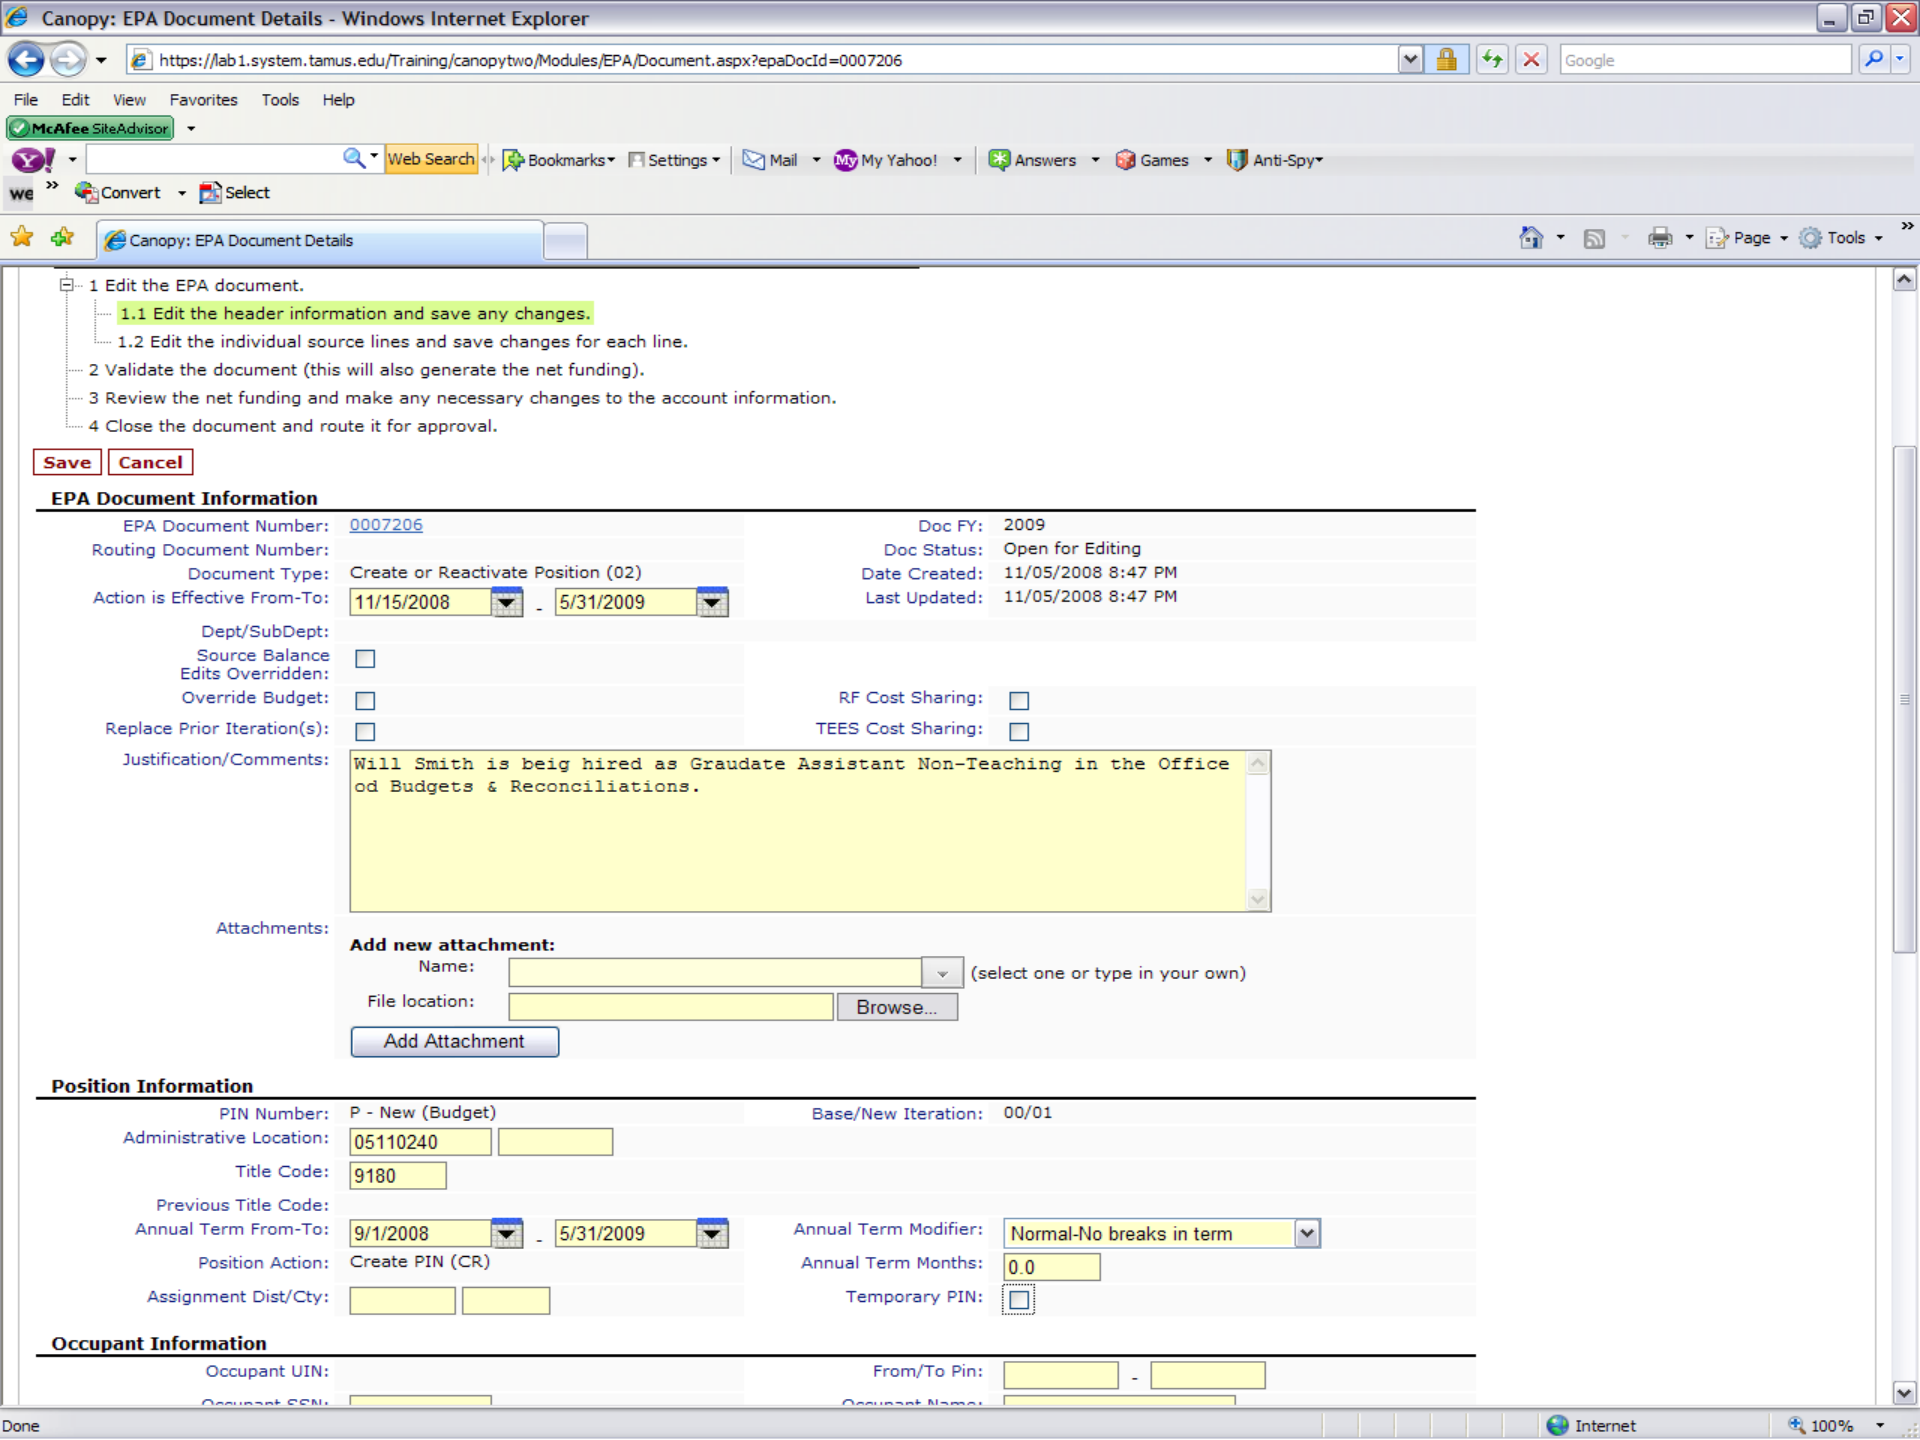 Canopy: EPA Document Details - Windows Internet Explorer
https://lab1.system.tamus.edu/Training/canopytwo/Modules/EPA/Document.aspx?epaDocId=0007206
Google
File Edit View Favorites Tools Help
McAfee SiteAdvisor
Y! Web Search Bookmarks Settings Mail My My Yahoo! Answers Games Anti-Spy
we » Convert Select
Canopy: EPA Document Details
Page Tools »
1 Edit the EPA document.
1.1 Edit the header information and save any changes.
1.2 Edit the individual source lines and save changes for each line.
2 Validate the document (this will also generate the net funding).
3 Review the net funding and make any necessary changes to the account information.
4 Close the document and route it for approval.
Save Cancel
EPA Document Information
EPA Document Number: 0007206 Doc FY: 2009
Routing Document Number: Doc Status: Open for Editing
Document Type: Create or Reactivate Position (02) Date Created: 11/05/2008 8:47 PM
Action is Effective From-To: 11/15/2008 - 5/31/2009 Last Updated: 11/05/2008 8:47 PM
Dept/SubDept:
Source Balance
Edits Overridden:
Override Budget: RF Cost Sharing:
Replace Prior Iteration(s): TEES Cost Sharing:
Justification/Comments: Will Smith is beig hired as Graudate Assistant Non-Teaching in the Office
od Budgets & Reconciliations.
Attachments:
Add new attachment:
Name: (select one or type in your own)
File location: Browse...
Add Attachment
Position Information
PIN Number: P - New (Budget) Base/New Iteration: 00/01
Administrative Location: 05110240
Title Code: 9180
Previous Title Code:
Annual Term From-To: 9/1/2008 - 5/31/2009 Annual Term Modifier: Normal-No breaks in term
Position Action: Create PIN (CR) Annual Term Months: 0.0
Assignment Dist/Cty: Temporary PIN:
Occupant Information
Occupant UIN: From/To Pin: -
Occupant SSN: Occupant Name:
Done Internet 100%